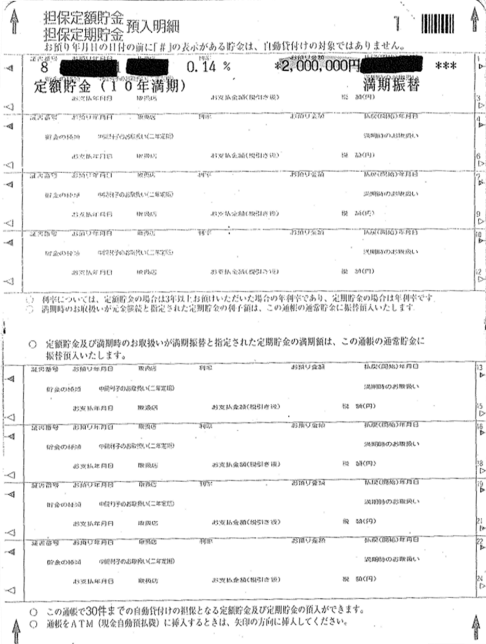 担保定額貯金
担保定期貯金 預入明細 1
お預り年月日の日付の前に「#」の表示がある貯金は、自動貸付けの対象ではありません。
証書番号 お預り年月日 取扱店 利率 お預り金額 払戻(開始)年月日
8 0.14 % *2,000,000円 ***
定額貯金(10年満期) 満期振替
お支払年月日 取扱店 お支払金額(税引き後) 税額(円)
証書番号 お預り年月日 取扱店 利率 お預り金額 払戻(開始)年月日
貯金の種類 中間利子のお取扱い(二年定期) 満期時のお取扱い
お支払年月日 取扱店 お支払金額(税引き後) 税額(円)
証書番号 お預り年月日 取扱店 利率 お預り金額 払戻(開始)年月日
貯金の種類 中間利子のお取扱い(二年定期) 満期時のお取扱い
お支払年月日 取扱店 お支払金額(税引き後) 税額(円)
証書番号 お預り年月日 取扱店 利率 お預り金額 払戻(開始)年月日
貯金の種類 中間利子のお取扱い(二年定期) 満期時のお取扱い
お支払年月日 取扱店 お支払金額(税引き後) 税額(円)
○ 利率については、定額貯金の場合は3年以上お預けいただいた場合の年利率であり、定期貯金の場合は年利率です
○ 満期時のお取扱いが元金継続と指定された定期貯金の利子額は、この通帳の通常貯金に振替預入します。
○ 定額貯金及び満期時のお取扱いが満期振替と指定された定期貯金の満期額は、この通帳の通常貯金に
振替預入いたします。
証書番号 お預り年月日 取扱店 利率 お預り金額 払戻(開始)年月日 13
貯金の種類 中間利子のお取扱い(二年定期) 満期時のお取扱い
お支払年月日 取扱店 お支払金額(税引き後) 税額(円) 15
証書番号 お預り年月日 取扱店 利率 お預り金額 払戻(開始)年月日 16
貯金の種類 中間利子のお取扱い(二年定期) 満期時のお取扱い
お支払年月日 取扱店 お支払金額(税引き後) 税額(円) 18
証書番号 お預り年月日 取扱店 利率 お預り金額 払戻(開始)年月日 19
貯金の種類 中間利子のお取扱い(二年定期) 満期時のお取扱い
お支払年月日 取扱店 お支払金額(税引き後) 税額(円) 21
証書番号 お預り年月日 取扱店 利率 お預り金額 払戻(開始)年月日 22
貯金の種類 中間利子のお取扱い(二年定期) 満期時のお取扱い
お支払年月日 取扱店 お支払金額(税引き後) 税額(円) 24
○ この通帳で30件までの自動貸付けの担保となる定額貯金及び定期貯金の預入ができます。
○ 通帳をATM(現金自動預払機)に挿入するときは、矢印の方向に挿入してください。